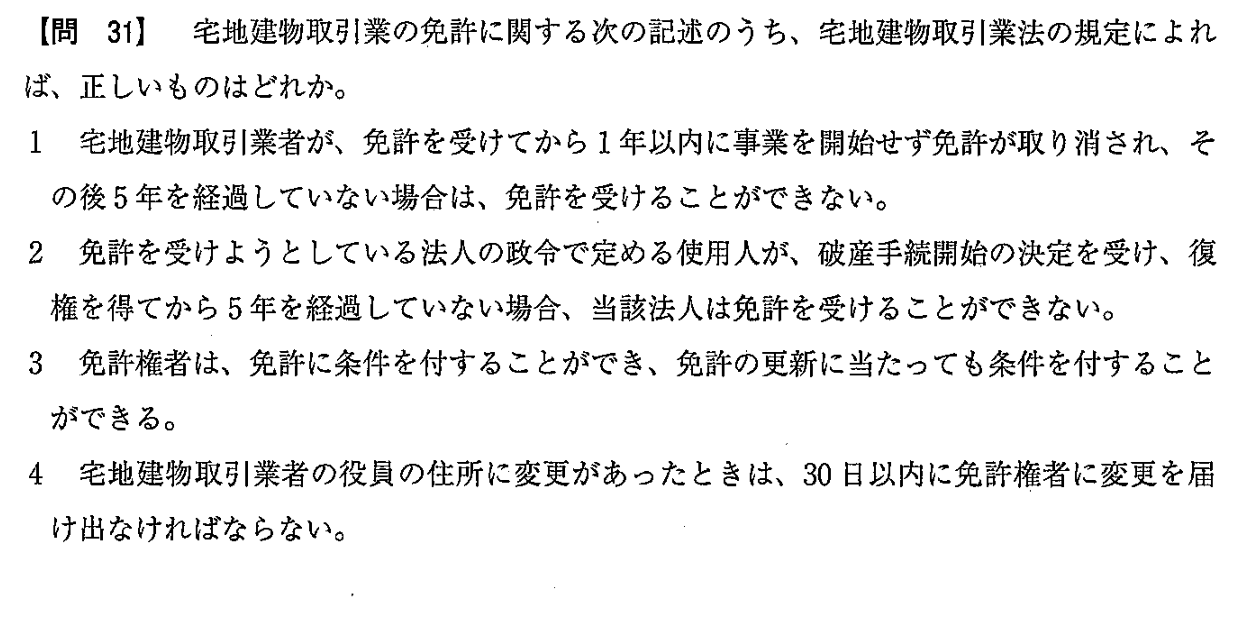 【問 31】 宅地建物取引業の免許に関する次の記述のうち、宅地建物取引業法の規定によれ
ば、正しいものはどれか。
1 宅地建物取引業者が、免許を受けてから1年以内に事業を開始せず免許が取り消され、そ
の後5年を経過していない場合は、免許を受けることができない。
2 免許を受けようとしている法人の政令で定める使用人が、破産手続開始の決定を受け、復
権を得てから5年を経過していない場合、当該法人は免許を受けることができない。
3 免許権者は、免許に条件を付することができ、免許の更新に当たっても条件を付すること
ができる。
4 宅地建物取引業者の役員の住所に変更があったときは、30日以内に免許権者に変更を届
け出なければならない。